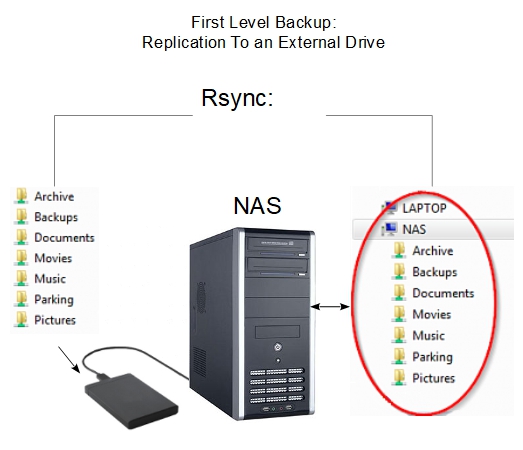 First Level Backup:
Replication To an External Drive
Rsync:
Archive
Backups
Documents
Movies
Music
Parking
Pictures
NAS
LAPTOP
NAS
Archive
Backups
Documents
Movies
Music
Parking
Pictures